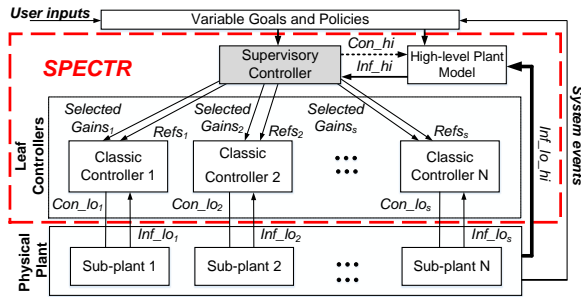 User inputs
Variable Goals and Policies
SPECTR
Supervisory
Controller
Con_hi
Inf_hi
High-level Plant
Model
Selected
Gains1
Refs1
Selected
Gains2
Refs2
Selected
Gainss
Refss
Leaf
Controllers
Classic
Controller 1
Classic
Controller 2
Classic
Controller N
Con_lo1
Inf_lo1
Con_lo2
Inf_lo2
Con_los
Inf_los
Inf_lo_hi
System events
Physical
Plant
Sub-plant 1
Sub-plant 2
Sub-plant N